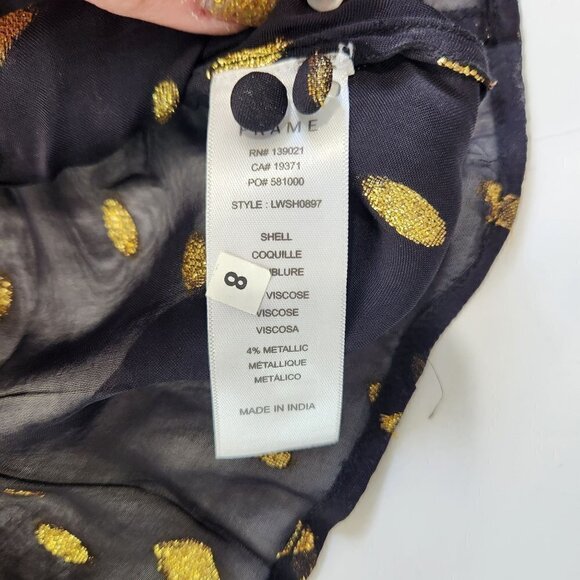 FRAME
RN# 139021
CA# 19371
PO# 581000
STYLE : LWSH0897
SHELL
COQUILLE
VISCOSE
VISCOSE
VISCOSA
4% METALLIC
MÉTALLIQUE
METÁLICO
MADE IN INDIA
8